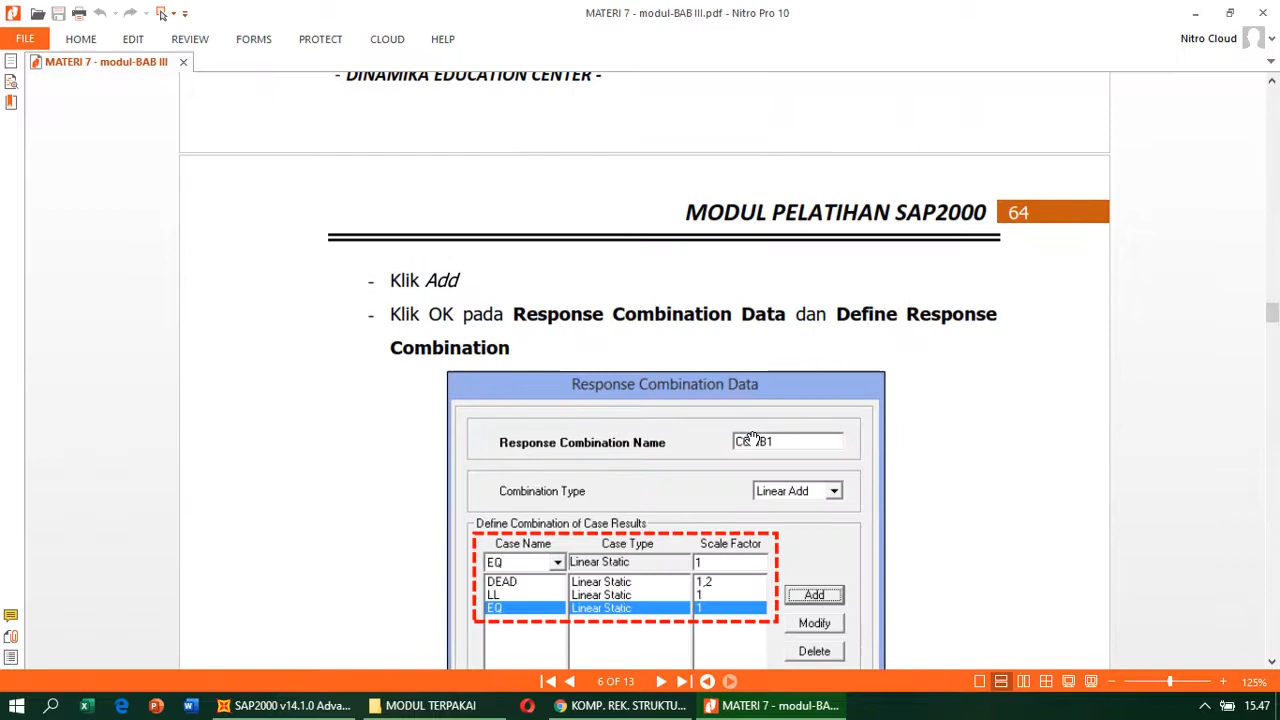 MATERI 7 - modul-BAB III.pdf - Nitro Pro 10
FILE HOME EDIT REVIEW FORMS PROTECT CLOUD HELP
Nitro Cloud
MATERI 7 - modul-BAB III
- DINAMIKA EDUCATION CENTER -
MODUL PELATIHAN SAP2000 64
- Klik Add
- Klik OK pada Response Combination Data dan Define Response
Combination
Response Combination Data
Response Combination Name
Combination Type Linear Add
Define Combination of Case Results
Case Name Case Type Scale Factor
EQ Linear Static 1
DEAD Linear Static 1,2
LL Linear Static 1
EQ Linear Static 1
Add
Modify
Delete
6 OF 13
125%
SAP2000 v14.1.0 Adva...
MODUL TERPAKAI
KOMP. REK. STRUKTU...
MATERI 7 - modul-BA...
15.47